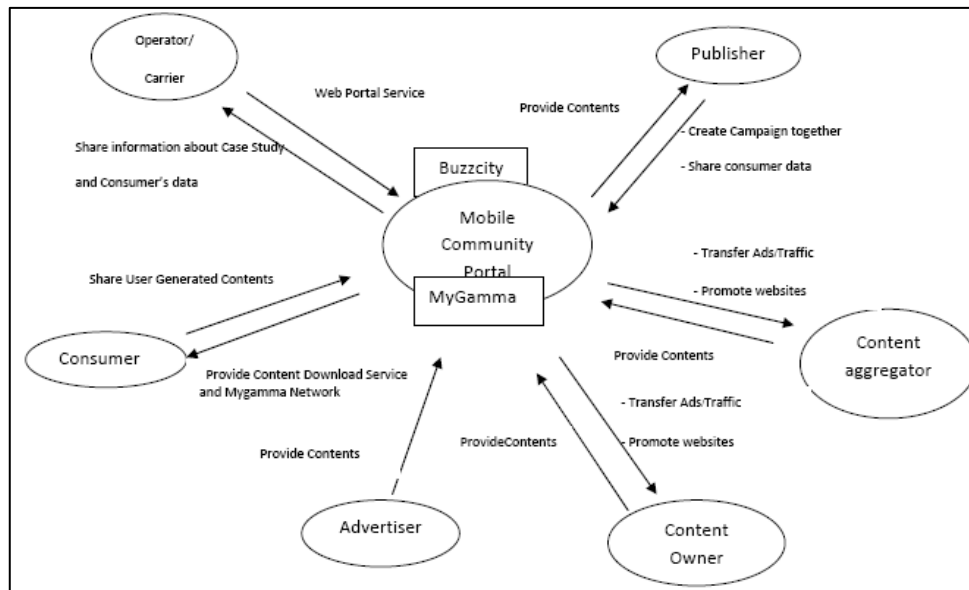 Operator/
Carrier
Publisher
Web Portal Service
Provide Contents
Share information about Case Study
and Consumer's data
- Create Campaign together
- Share consumer data
Buzzcity
Mobile
Community
Portal
MyGamma
- Transfer Ads/Traffic
- Promote websites
Share User Generated Contents
Consumer
Provide Contents
Content
aggregator
Provide Content Download Service
and Mygamma Network
- Transfer Ads/Traffic
- Promote websites
ProvideContents
Provide Contents
Advertiser
Content
Owner